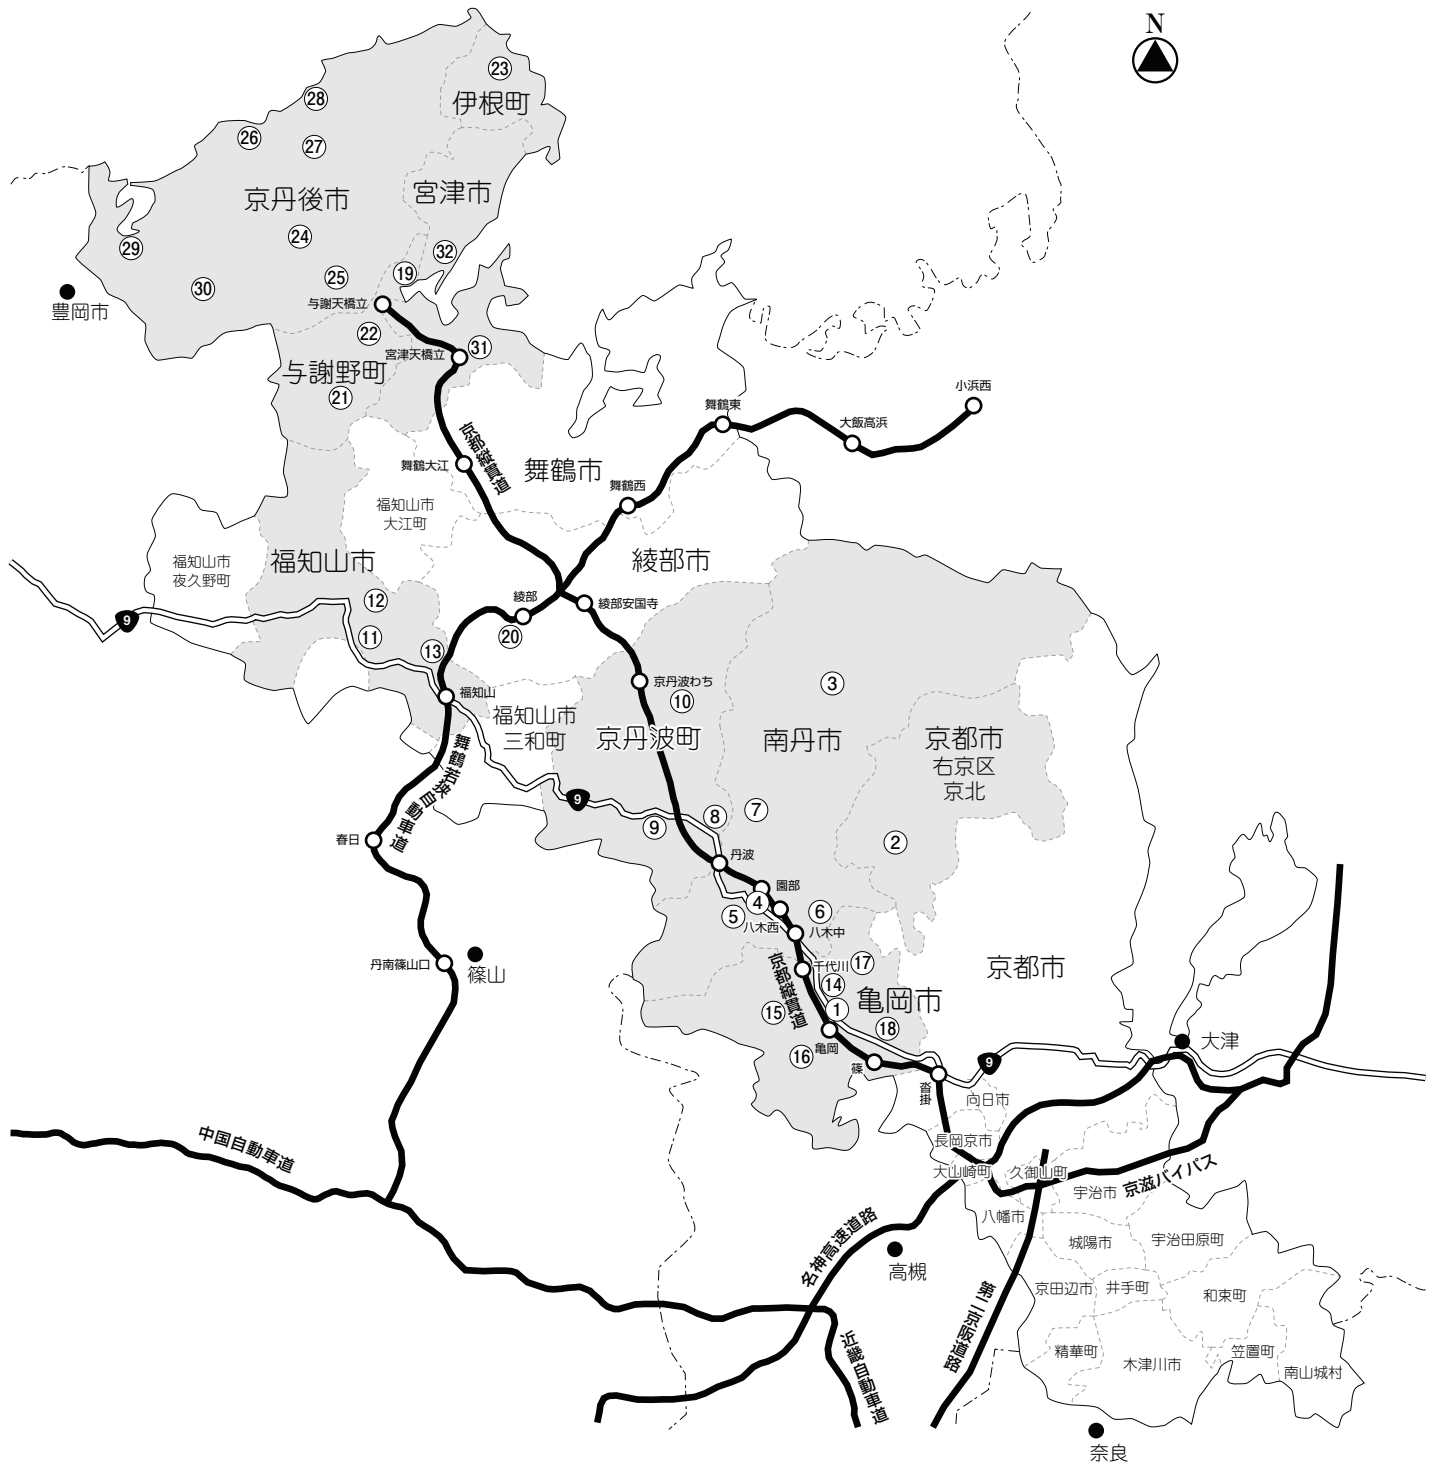 N
23
伊根町
28
26
27
京丹後市
宮津市
24
29
32
25
19
30
豊岡市
与謝天橋立
22
宮津天橋立
31
与謝野町
21
小浜西
舞鶴東
大飯高浜
京都縦貫道
舞鶴大江
舞鶴市
舞鶴西
福知山市
大江町
福知山市
夜久野町
福知山市
綾部市
12
綾部
綾部安国寺
9
11
20
13
3
京丹波わち
10
福知山
福知山市
三和町
京丹波町
南丹市
京都市
右京区
京北
舞鶴若狭自動車道
9
7
8
9
2
春日
丹波
園部
4
5
6
八木西
八木中
丹南篠山口
篠山
京都縦貫道
千代川
17
14
京都市
亀岡市
15
1
18
大津
亀岡
16
篠
9
沓掛
向日市
長岡京市
中国自動車道
大山崎町
久御山町
京滋バイパス
宇治市
八幡市
名神高速道路
城陽市
宇治田原町
高槻
第二京阪道路
京田辺市
井手町
和束町
近畿自動車道
精華町
木津川市
笠置町
南山城村
奈良